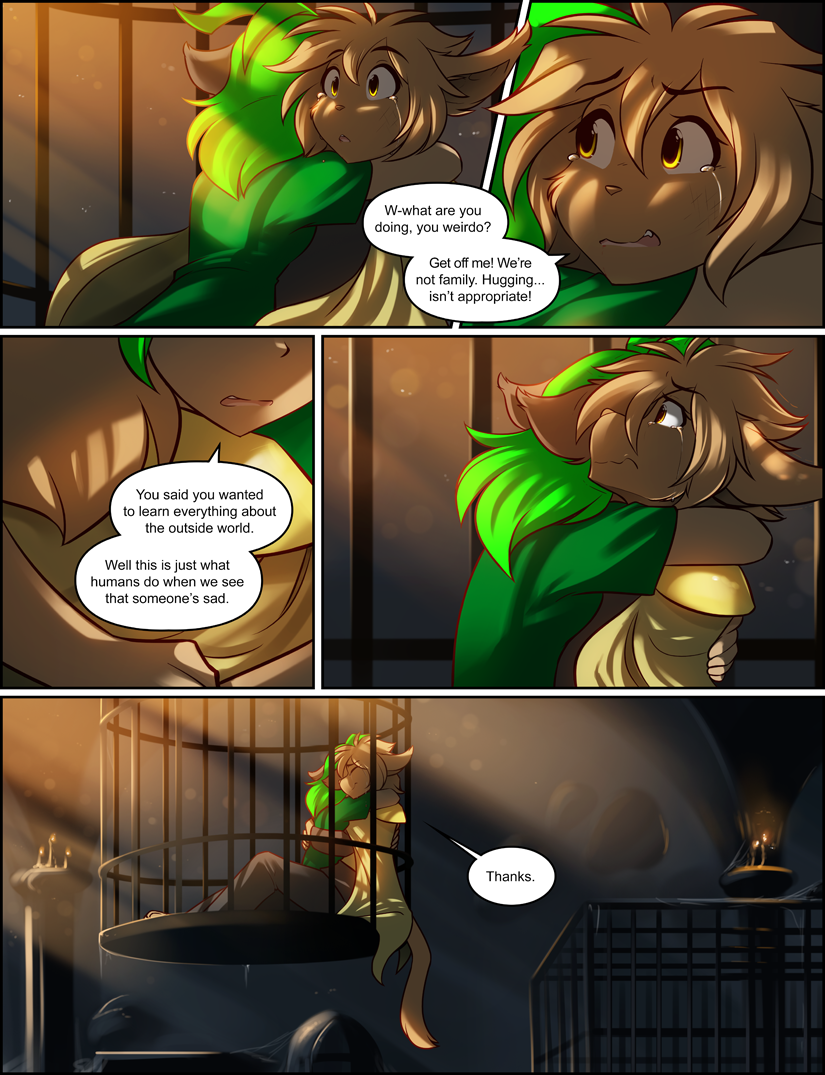 W-what are you
doing, you weirdo?
Get off me! We're
not family. Hugging...
isn't appropriate!
You said you wanted
to learn everything about
the outside world.
Well this is just what
humans do when we see
that someone's sad.
Thanks.